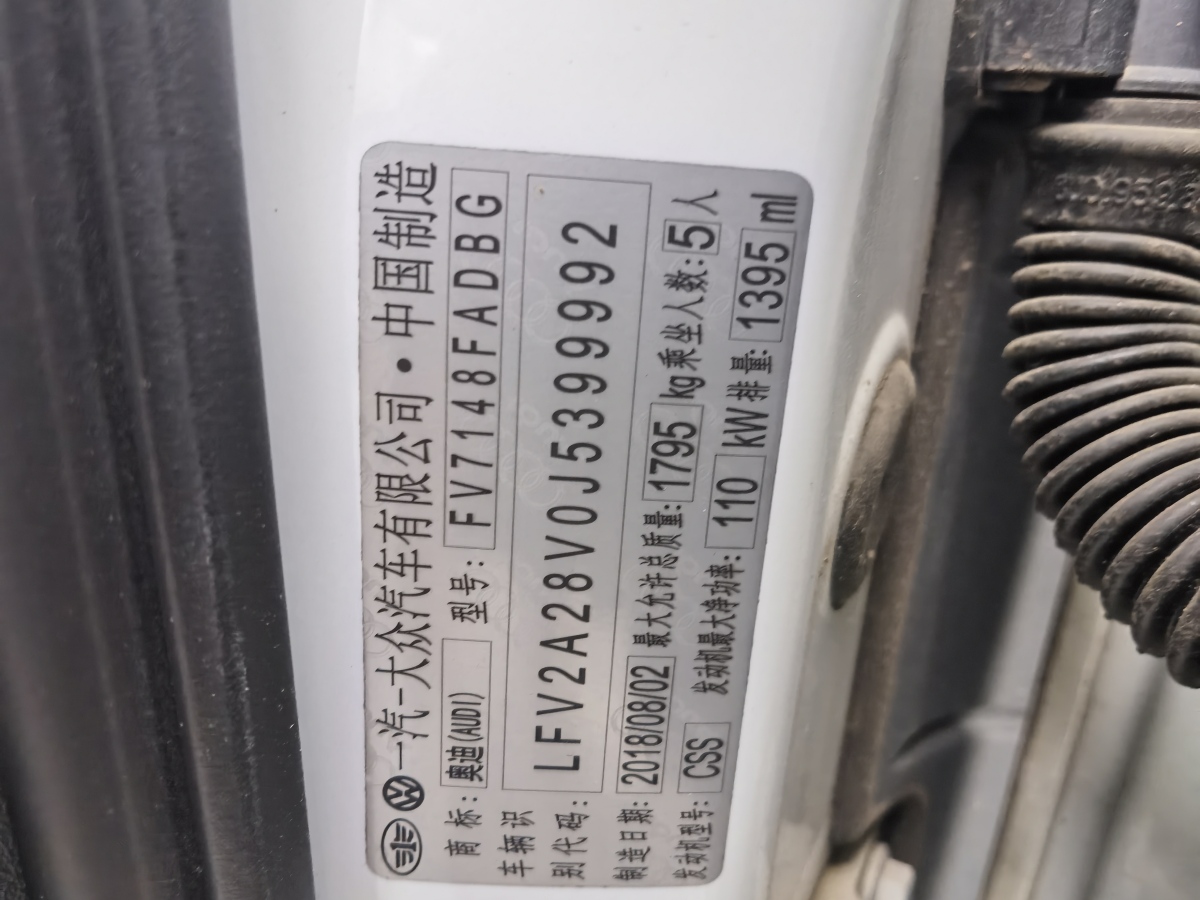 一汽-大众汽车有限公司·中国制造
商标：奥迪(AUDI) 型号：FV7148FADBG
车辆识别代码：LFV2A28V0J5399992
制造日期：2018/08/02 最大允许总质量：1795 kg 乘坐人数：5 人
发动机型号：CSS 发动机最大净功率：110 kW 排量：1395 ml